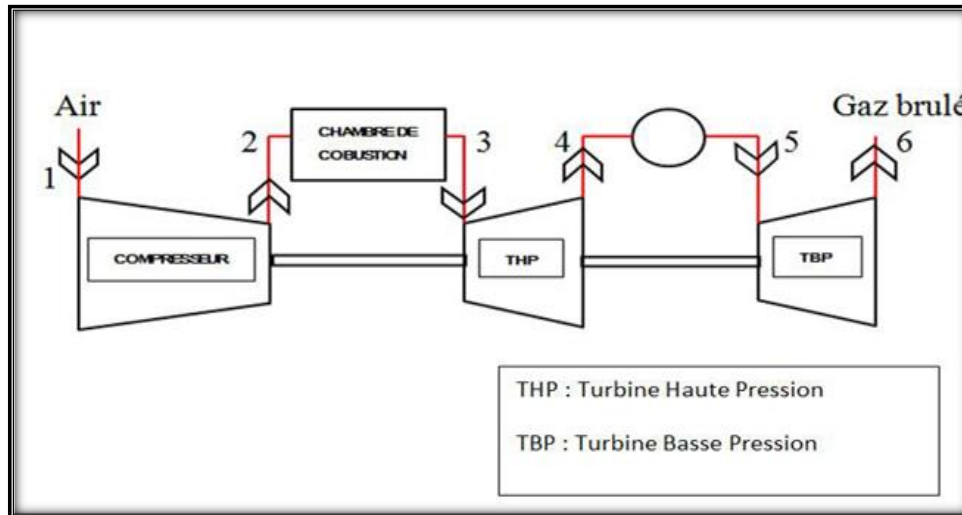 Air
Gaz brulé
1
2
CHAMBRE DE
COBUSTION
3
4
5
6
COMPRESSEUR
THP
TBP
THP : Turbine Haute Pression
TBP : Turbine Basse Pression